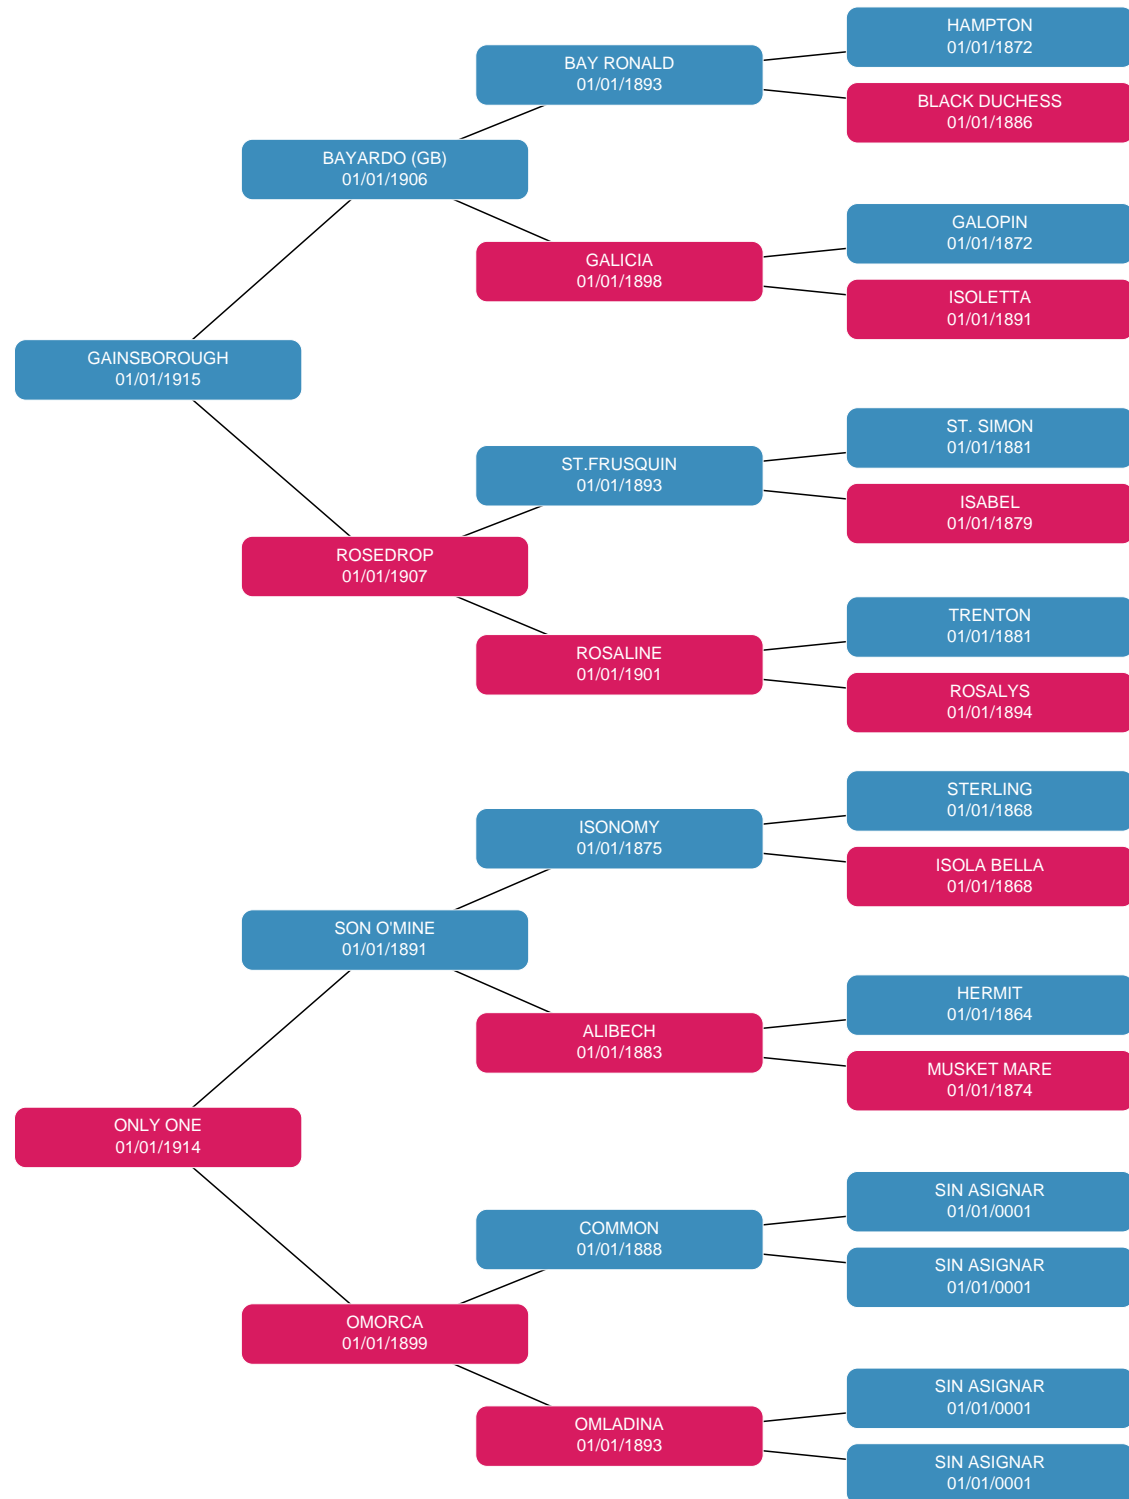 HAMPTON
01/01/1872
BAY RONALD
01/01/1893
BLACK DUCHESS
01/01/1886
BAYARDO (GB)
01/01/1906
GALOPIN
01/01/1872
GALICIA
01/01/1898
ISOLETTA
01/01/1891
GAINSBOROUGH
01/01/1915
ST. SIMON
01/01/1881
ST.FRUSQUIN
01/01/1893
ISABEL
01/01/1879
ROSEDROP
01/01/1907
TRENTON
01/01/1881
ROSALINE
01/01/1901
ROSALYS
01/01/1894
STERLING
01/01/1868
ISONOMY
01/01/1875
ISOLA BELLA
01/01/1868
SON O'MINE
01/01/1891
HERMIT
01/01/1864
ALIBECH
01/01/1883
MUSKET MARE
01/01/1874
ONLY ONE
01/01/1914
SIN ASIGNAR
01/01/0001
COMMON
01/01/1888
SIN ASIGNAR
01/01/0001
OMORCA
01/01/1899
SIN ASIGNAR
01/01/0001
OMLADINA
01/01/1893
SIN ASIGNAR
01/01/0001